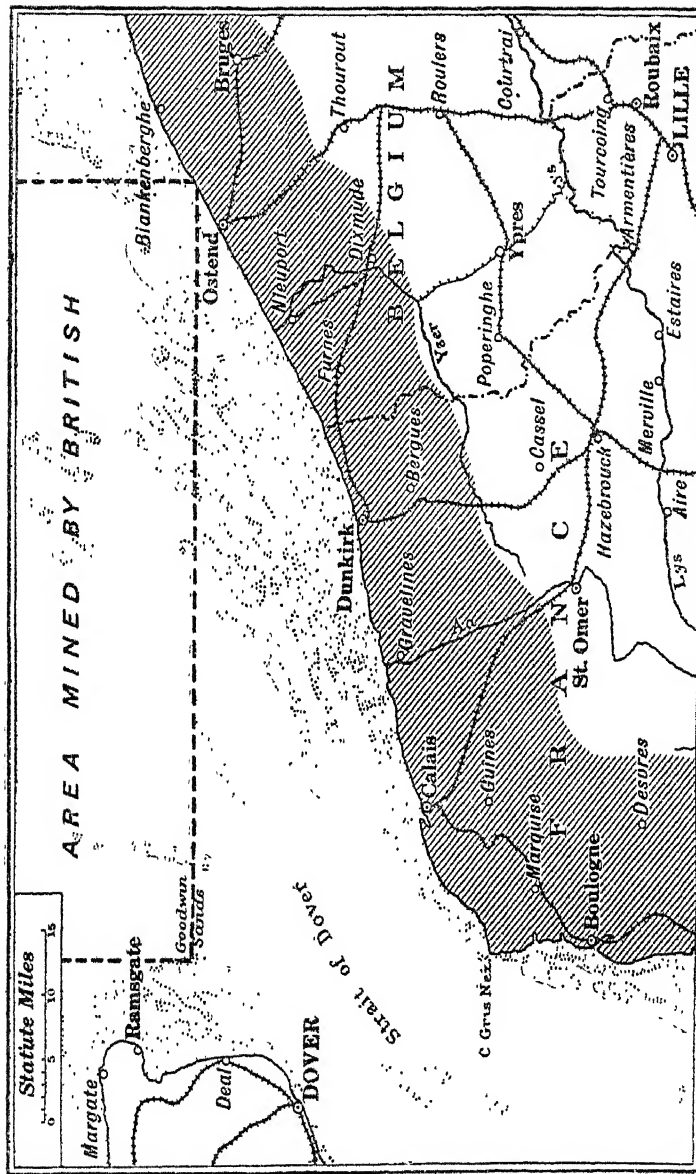 Statute Miles
0 5 10 15
AREA MINED BY BRITISH
Margate
Ramsgate
Goodwin
Sands
Deal
DOVER
Strait of Dover
C Grus Nez
Blankenberghe
Bruges
Ostend
Nieuport
Thourout
Dixmude
Furnes
Dunkirk
Bergues
Gravelines
Calais
Guines
Marquise
Boulogne
Desvres
BELGIUM
FRANCE
Roulers
Courtrai
Yser
Ypres
Poperinghe
Lys
Tourcoing
Roubaix
LILLE
Armentières
Cassel
Hazebrouck
St. Omer
Aa
Estaires
Merville
Aire
Lys